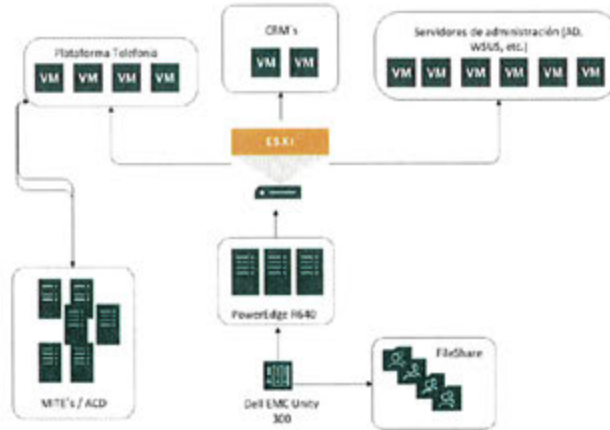 CRM's
Plataforma Telefonia
Servidores de administración (AD,
WSUS, etc.)
VM VM
VM VM VM VM
VM VM VM VM VM VM
ESXi
PowerEdge R640
FileShare
MITE's / ACD
Dell EMC Unity
300